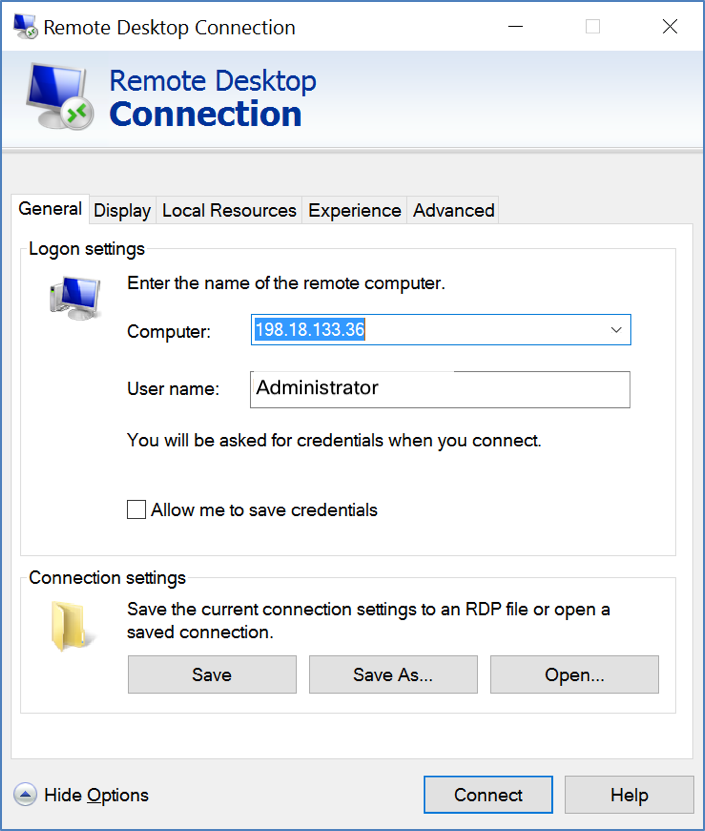 Remote Desktop Connection
Remote Desktop
Connection
General Display Local Resources Experience Advanced
Logon settings
Enter the name of the remote computer.
Computer: 198.18.133.36
User name: Administrator
You will be asked for credentials when you connect.
Allow me to save credentials
Connection settings
Save the current connection settings to an RDP file or open a
saved connection.
Save Save As... Open...
Hide Options Connect Help